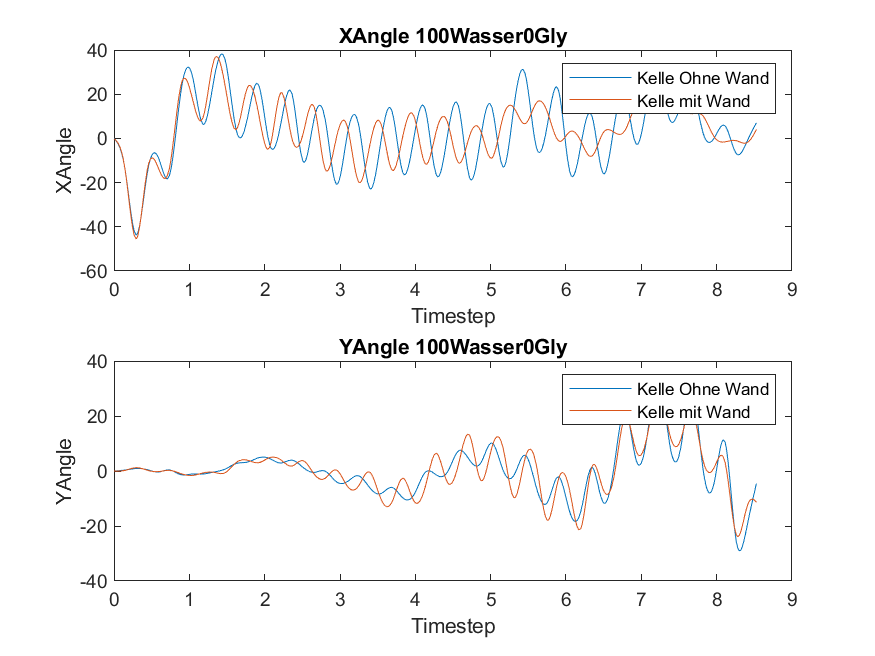 XAngle 100Wasser0Gly
40
20
0
-20
-40
-60
XAngle
Kelle Ohne Wand
Kelle mit Wand
0 1 2 3 4 5 6 7 8 9
Timestep
YAngle 100Wasser0Gly
40
20
0
-20
-40
YAngle
Kelle Ohne Wand
Kelle mit Wand
0 1 2 3 4 5 6 7 8 9
Timestep